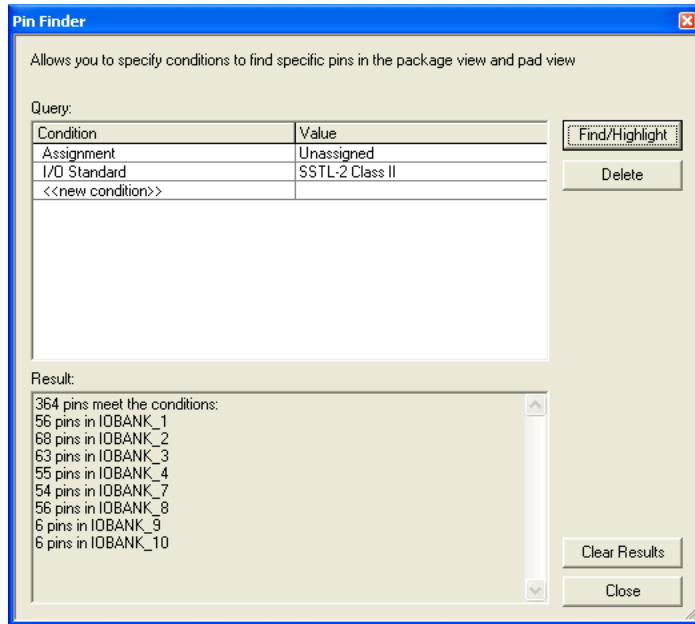 Pin Finder
Allows you to specify conditions to find specific pins in the package view and pad view
Query:
Condition Value
Assignment Unassigned
I/O Standard SSTL-2 Class II
<<new condition>>
Find/Highlight
Delete
Result:
364 pins meet the conditions:
56 pins in IOBANK_1
68 pins in IOBANK_2
63 pins in IOBANK_3
55 pins in IOBANK_4
54 pins in IOBANK_7
56 pins in IOBANK_8
6 pins in IOBANK_9
6 pins in IOBANK_10
Clear Results
Close